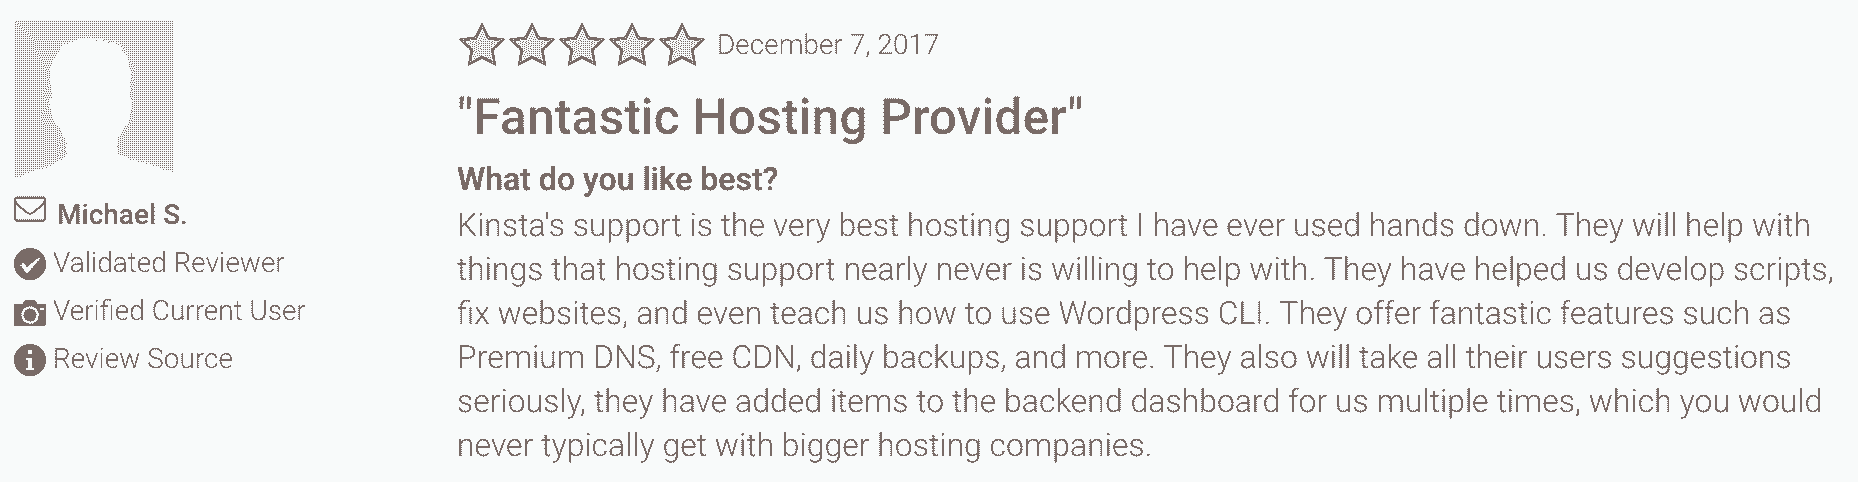 December 7, 2017
"Fantastic Hosting Provider"
What do you like best?
Kinsta's support is the very best hosting support I have ever used hands down. They will help with
things that hosting support nearly never is willing to help with. They have helped us develop scripts,
fix websites, and even teach us how to use Wordpress CLI. They offer fantastic features such as
Premium DNS, free CDN, daily backups, and more. They also will take all their users suggestions
seriously, they have added items to the backend dashboard for us multiple times, which you would
never typically get with bigger hosting companies.
Michael S.
Validated Reviewer
Verified Current User
Review Source